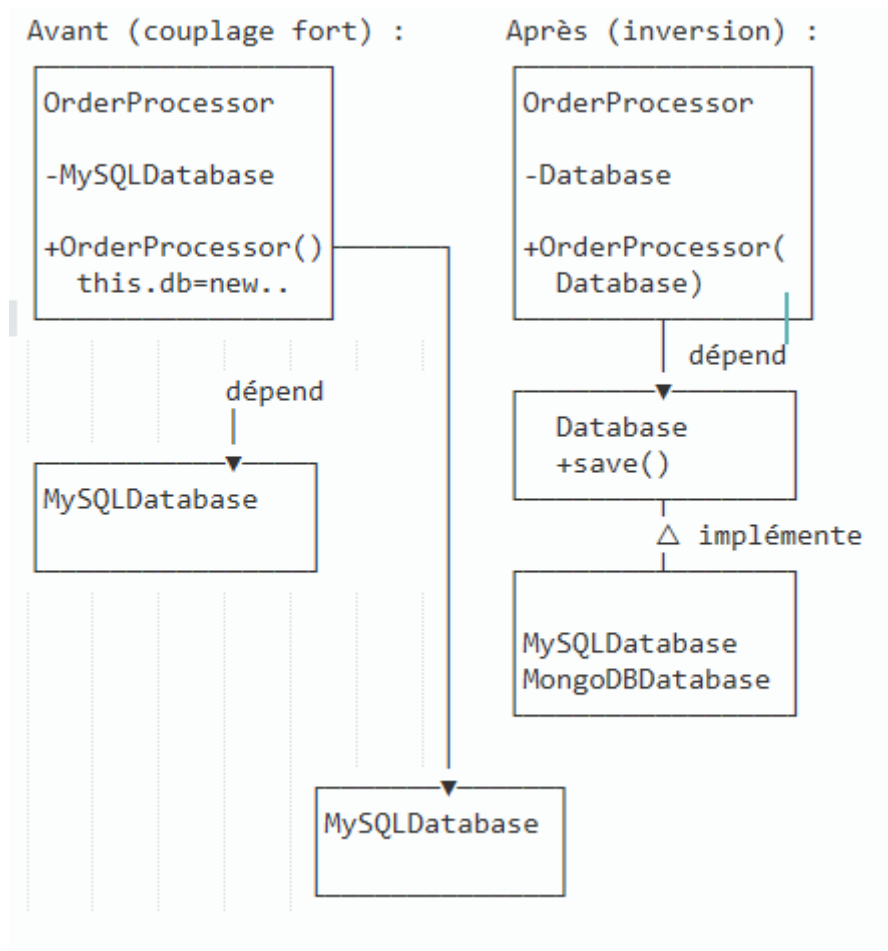 Avant (couplage fort) :
OrderProcessor
-MySQLDatabase
+OrderProcessor()
this.db=new..
dépend
MySQLDatabase
MySQLDatabase
Après (inversion) :
OrderProcessor
-Database
+OrderProcessor(
Database)
dépend
Database
+save()
implémente
MySQLDatabase
MongoDBDatabase